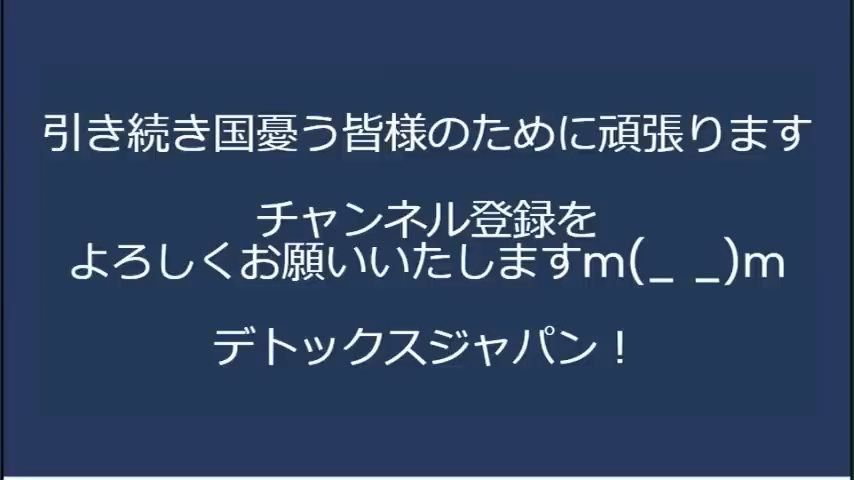 引き続き国憂う皆様のために頑張ります
チャンネル登録を
よろしくお願いいたしますm(_ _)m
デトックスジャパン！